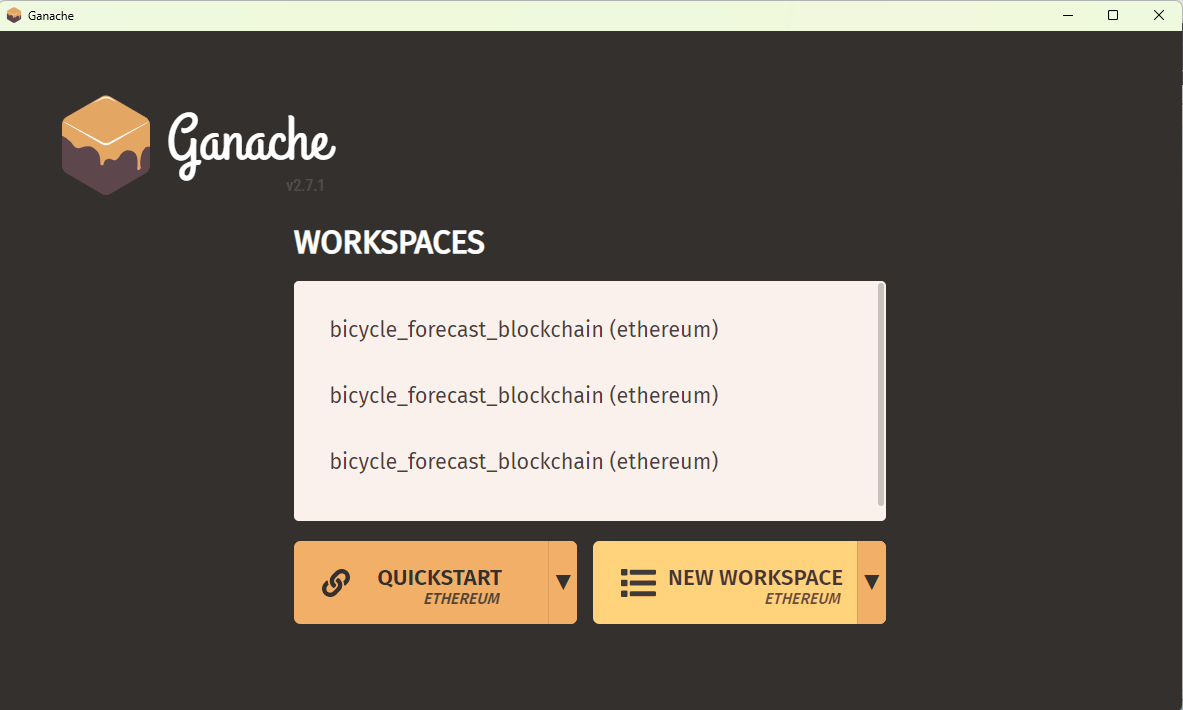 Ganache
Ganache
v2.7.1
WORKSPACES
bicycle_forecast_blockchain (ethereum)
bicycle_forecast_blockchain (ethereum)
bicycle_forecast_blockchain (ethereum)
QUICKSTART
ETHEREUM
NEW WORKSPACE
ETHEREUM